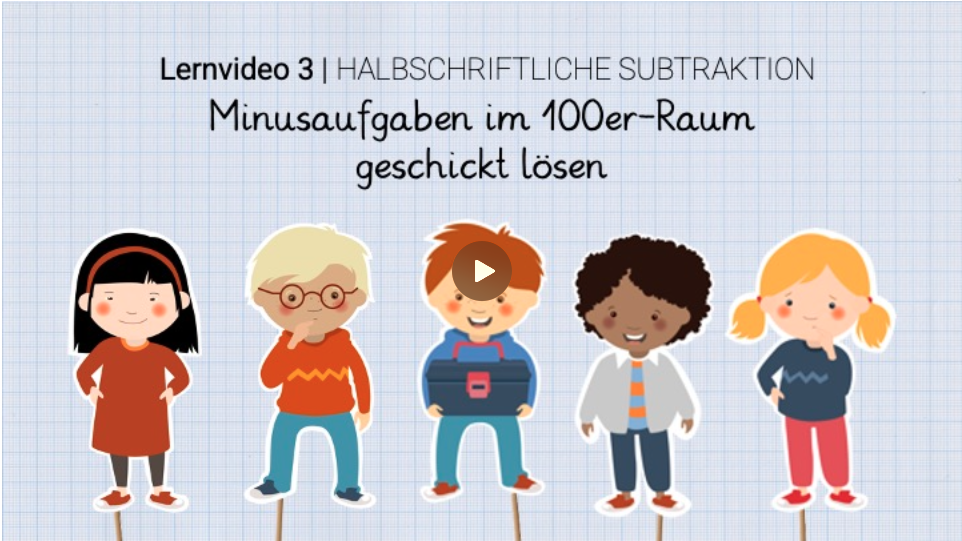 Lernvideo 3 | HALBSCHRIFTLICHE SUBTRAKTION
Minusaufgaben im 100er-Raum
geschickt lösen